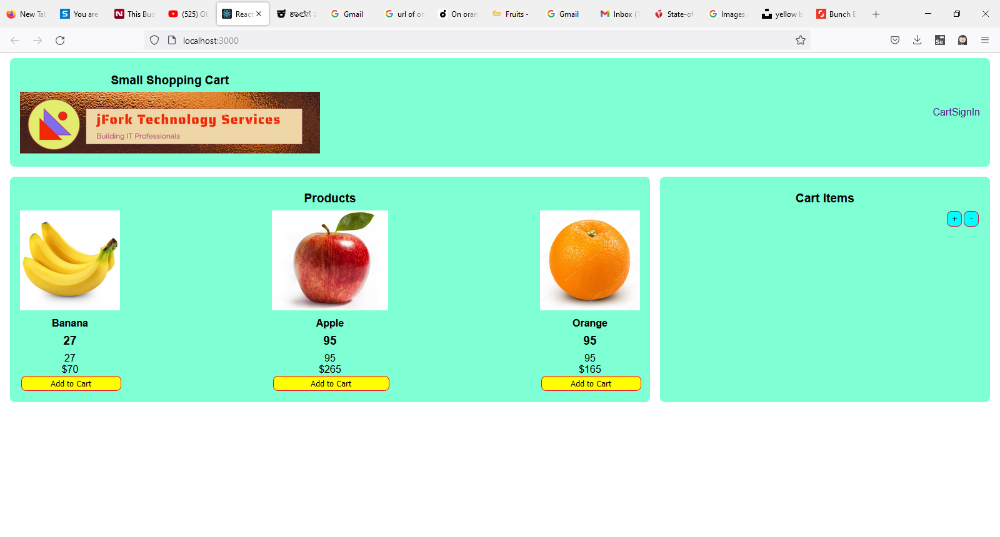 New Tab
You are
This Bud
(525) Ol
React
ಶಾಲೆಗೆ
Gmail
url of or
On oran
Fruits -
Gmail
Inbox (1
State-of
Images
yellow b
Bunch B
localhost:3000
Se
Small Shopping Cart
jFork Technology Services
Building IT Professionals
CartSignIn
Products
Cart Items
+ -
Banana Apple Orange
27 95 95
27 95 95
$70 $265 $165
Add to Cart Add to Cart Add to Cart